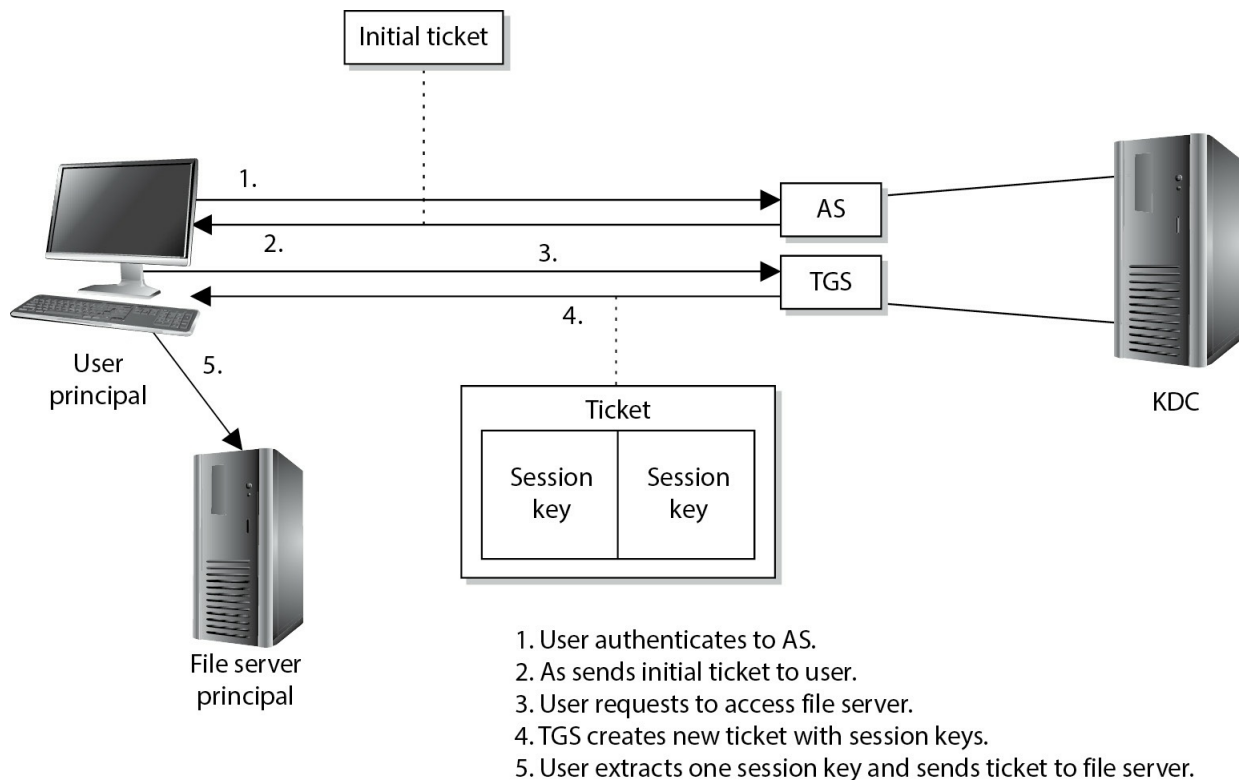 Initial ticket
1.
AS
2.
3.
TGS
4.
User
principal
5.
KDC
Ticket
Session
key
Session
key
File server
principal
1. User authenticates to AS.
2. As sends initial ticket to user.
3. User requests to access file server.
4. TGS creates new ticket with session keys.
5. User extracts one session key and sends ticket to file server.